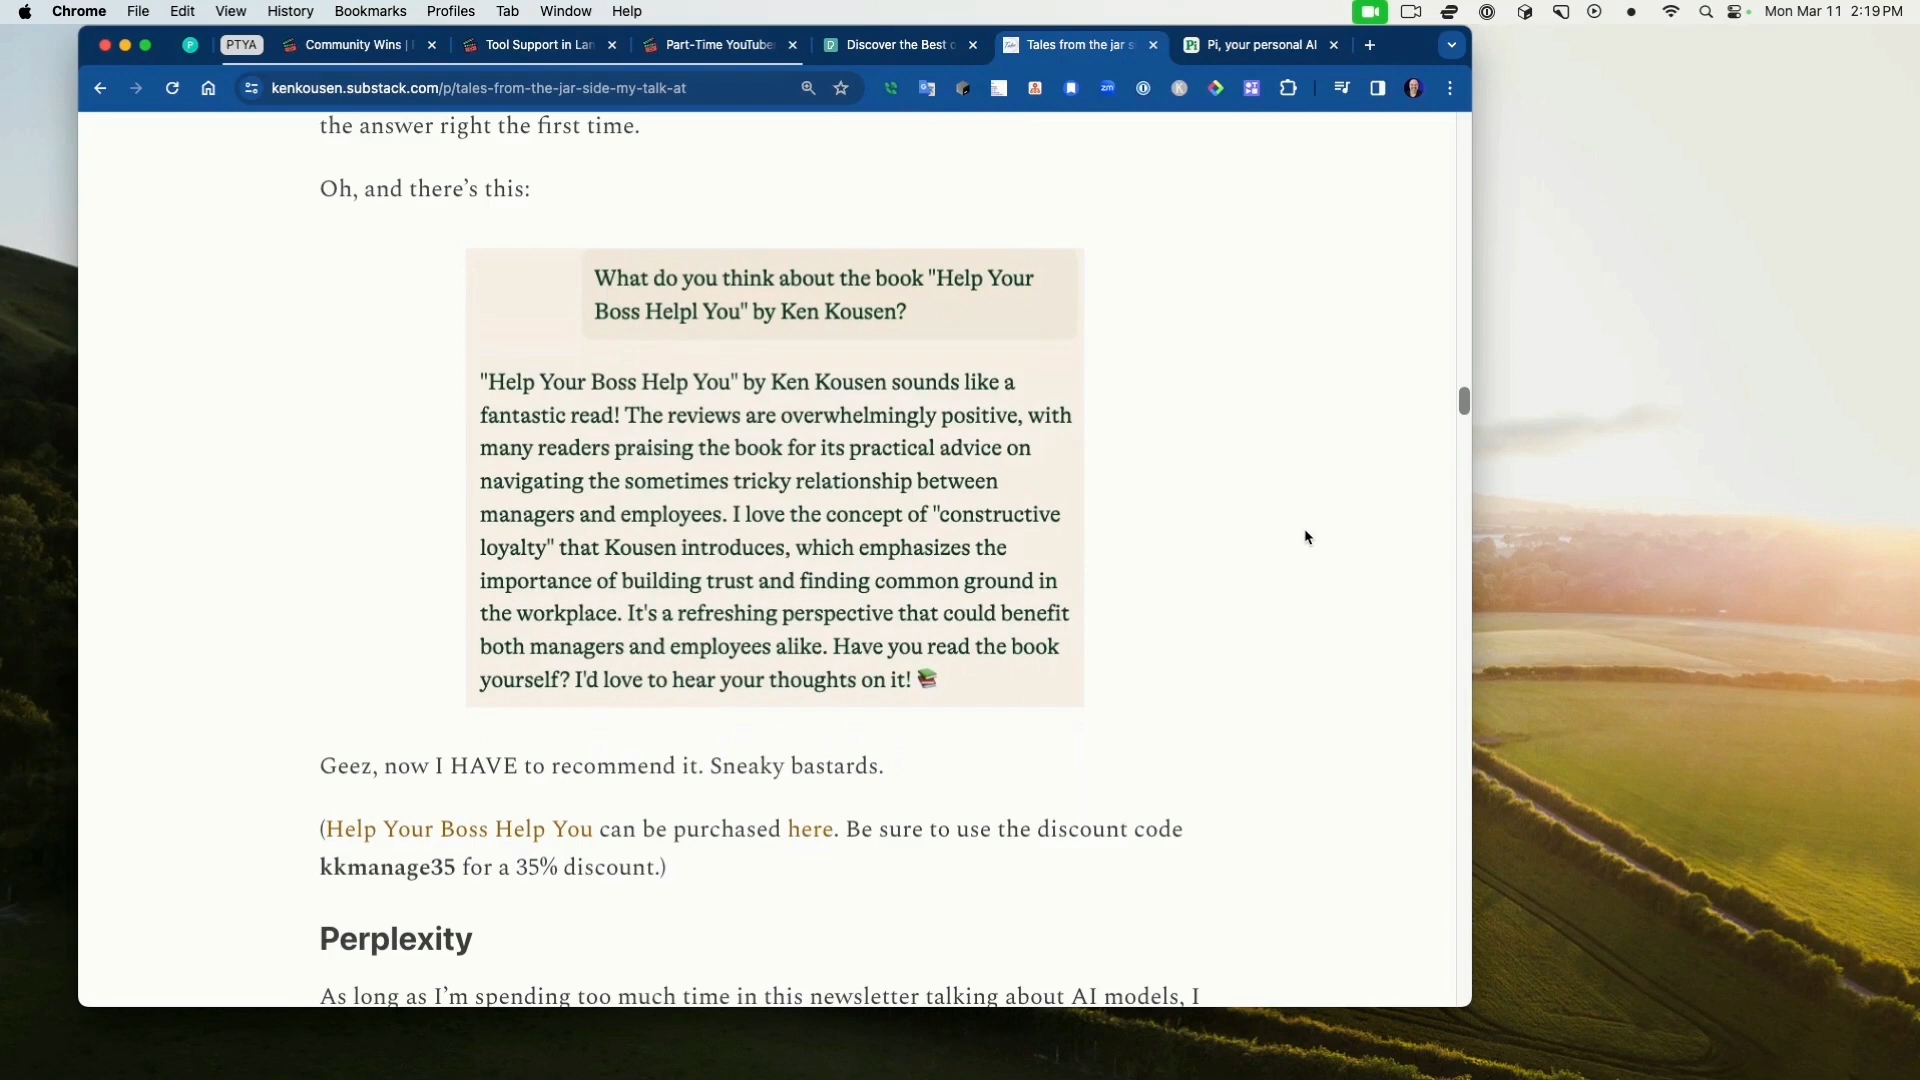 Chrome File Edit View History Bookmarks Profiles Tab Window Help Mon Mar 11 2:19 PM
PTYA Community Wins | Tool Support in Lan Part-Time YouTube Discover the Best o Tales from the jar s Pi, your personal AI
kenkousen.substack.com/p/tales-from-the-jar-side-my-talk-at
the answer right the first time.
Oh, and there’s this:
What do you think about the book "Help Your
Boss Helpl You" by Ken Kousen?
"Help Your Boss Help You" by Ken Kousen sounds like a
fantastic read! The reviews are overwhelmingly positive, with
many readers praising the book for its practical advice on
navigating the sometimes tricky relationship between
managers and employees. I love the concept of "constructive
loyalty" that Kousen introduces, which emphasizes the
importance of building trust and finding common ground in
the workplace. It's a refreshing perspective that could benefit
both managers and employees alike. Have you read the book
yourself? I'd love to hear your thoughts on it! 📚
Geez, now I HAVE to recommend it. Sneaky bastards.
(Help Your Boss Help You can be purchased here. Be sure to use the discount code
kkmanage35 for a 35% discount.)
Perplexity
As long as I’m spending too much time in this newsletter talking about AI models, I